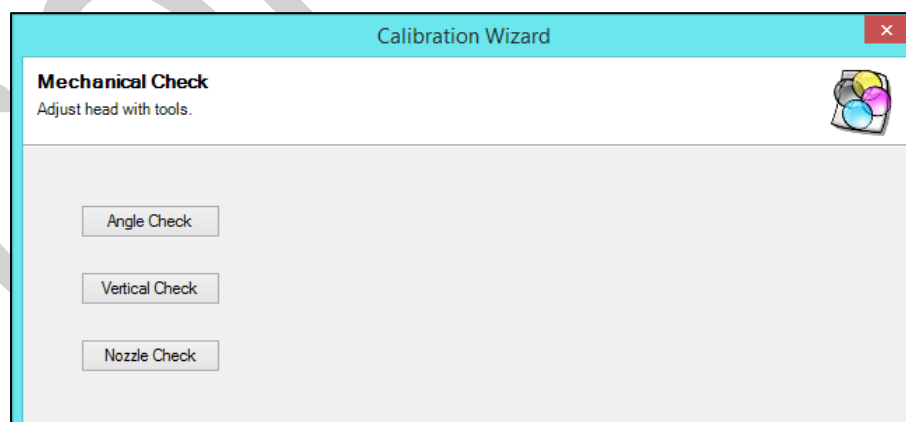 Calibration Wizard
Mechanical Check
Adjust head with tools.
Angle Check
Vertical Check
Nozzle Check